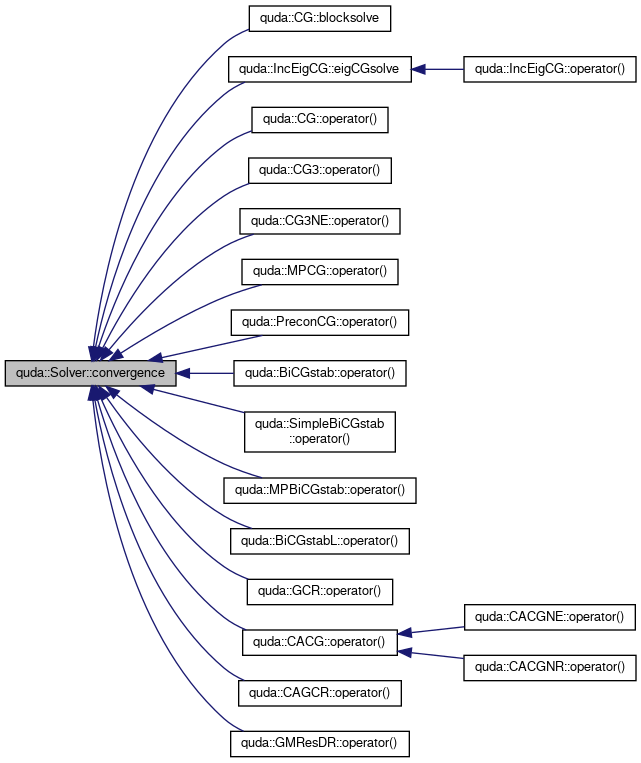 quda::CG::blocksolve
quda::IncEigCG::eigCGsolve
quda::IncEigCG::operator()
quda::CG::operator()
quda::CG3::operator()
quda::CG3NE::operator()
quda::MPCG::operator()
quda::PreconCG::operator()
quda::Solver::convergence
quda::BiCGstab::operator()
quda::SimpleBiCGstab
::operator()
quda::MPBiCGstab::operator()
quda::BiCGstabL::operator()
quda::GCR::operator()
quda::CACGNE::operator()
quda::CACG::operator()
quda::CACGNR::operator()
quda::CAGCR::operator()
quda::GMResDR::operator()